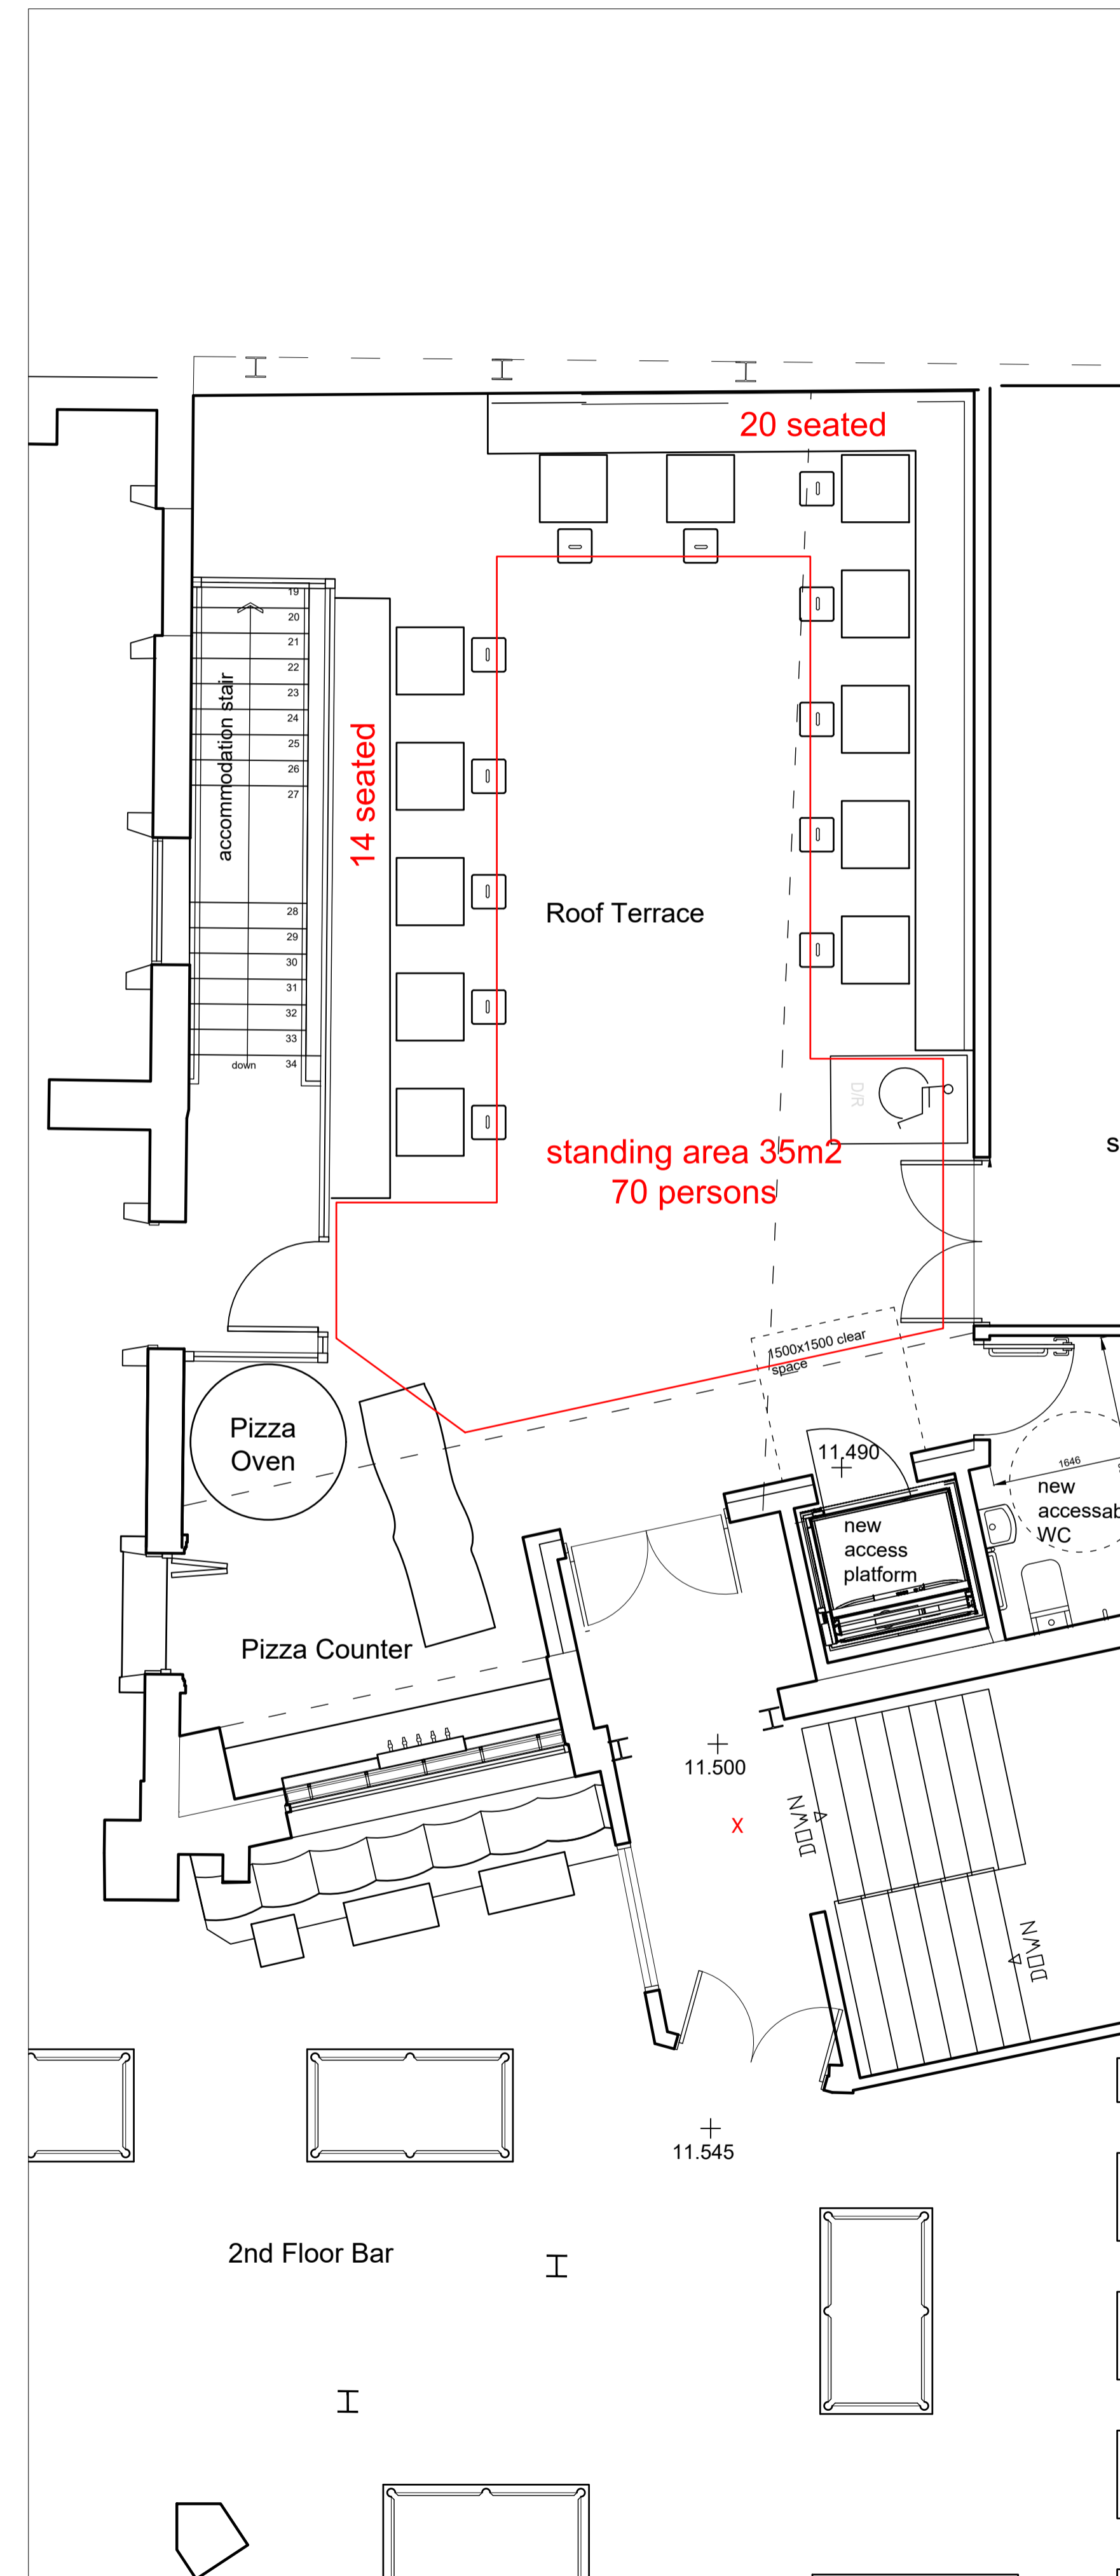 20 seated
19
20
21
22
23
24
25
26
27
accommodation stair
14 seated
28
29
30
31
32
33
34
down
Roof Terrace
D/R
standing area 35m2
70 persons
1500x1500 clear
space
Pizza
Oven
11.490
1646
new
accessab
WC
new
access
platform
Pizza Counter
11.500
X
DOWN
DOWN
11.545
2nd Floor Bar
s